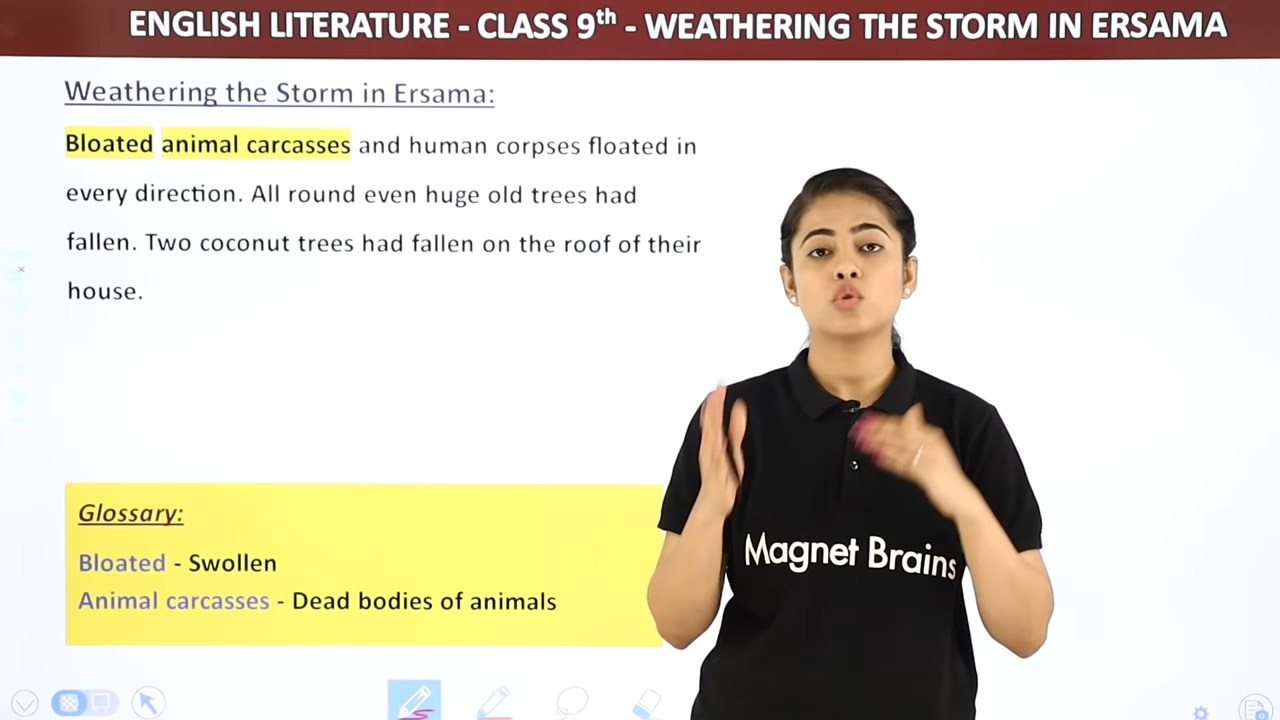 ENGLISH LITERATURE - CLASS 9th - WEATHERING THE STORM IN ERSAMA
Weathering the Storm in Ersama:
Bloated animal carcasses and human corpses floated in
every direction. All round even huge old trees had
fallen. Two coconut trees had fallen on the roof of their
house.
Glossary:
Bloated - Swollen
Animal carcasses - Dead bodies of animals
Magnet Brains